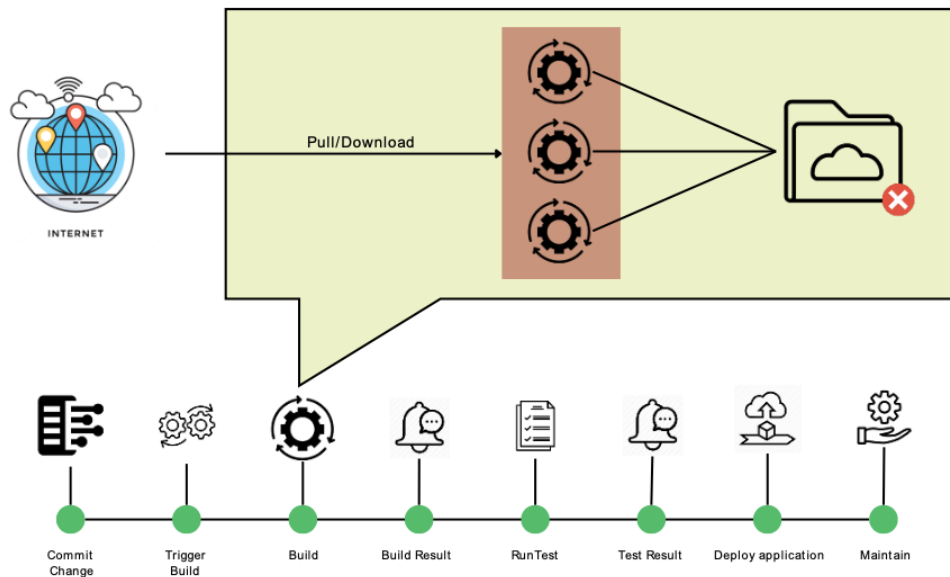 Pull/Download
INTERNET
Commit
Change
Trigger
Build
Build
Build Result
RunTest
Test Result
Deploy application
Maintain